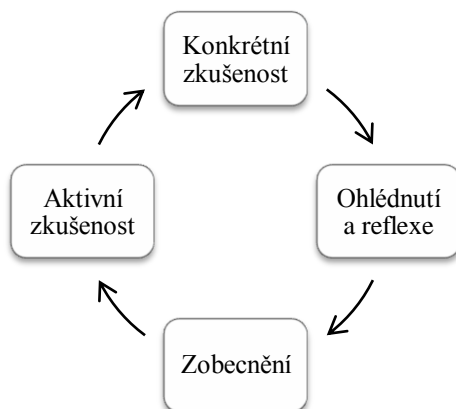 Konkrétní
zkušenost
Aktivní
zkušenost
Ohlédnutí
a reflexe
Zobecnění